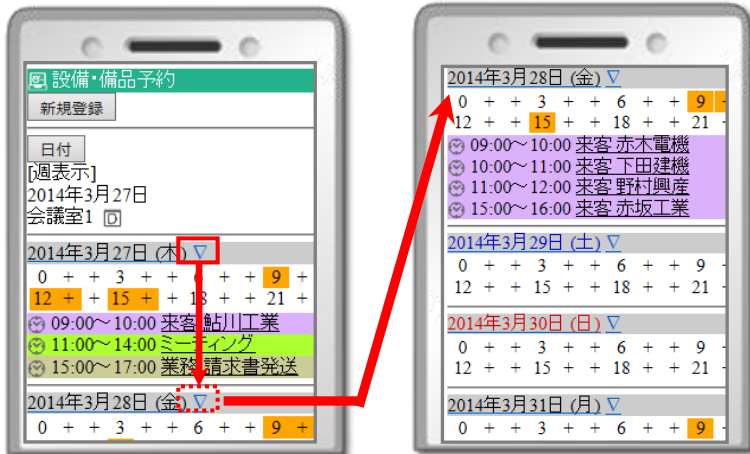 設備・備品予約
新規登録
日付
[週表示]
2014年3月27日
会議室1 D
2014年3月27日 (木) ▽
0 + + 3 + + 6 + + 9 +
12 + + 15 + + 18 + + 21 +
09:00～10:00 来客 鮎川工業
11:00～14:00 ミーティング
15:00～17:00 業務 請求書発送
2014年3月28日 (金) ▽
0 + + 3 + + 6 + + 9 +
2014年3月28日 (金) ▽
0 + + 3 + + 6 + + 9 +
12 + + 15 + + 18 + + 21 +
09:00～10:00 来客 赤木電機
10:00～11:00 来客 下田建機
11:00～12:00 来客 野村興産
15:00～16:00 来客 赤坂工業
2014年3月29日 (土) ▽
0 + + 3 + + 6 + + 9 +
12 + + 15 + + 18 + + 21 +
2014年3月30日 (日) ▽
0 + + 3 + + 6 + + 9 +
12 + + 15 + + 18 + + 21 +
2014年3月31日 (月) ▽
0 + + 3 + + 6 + + 9 +